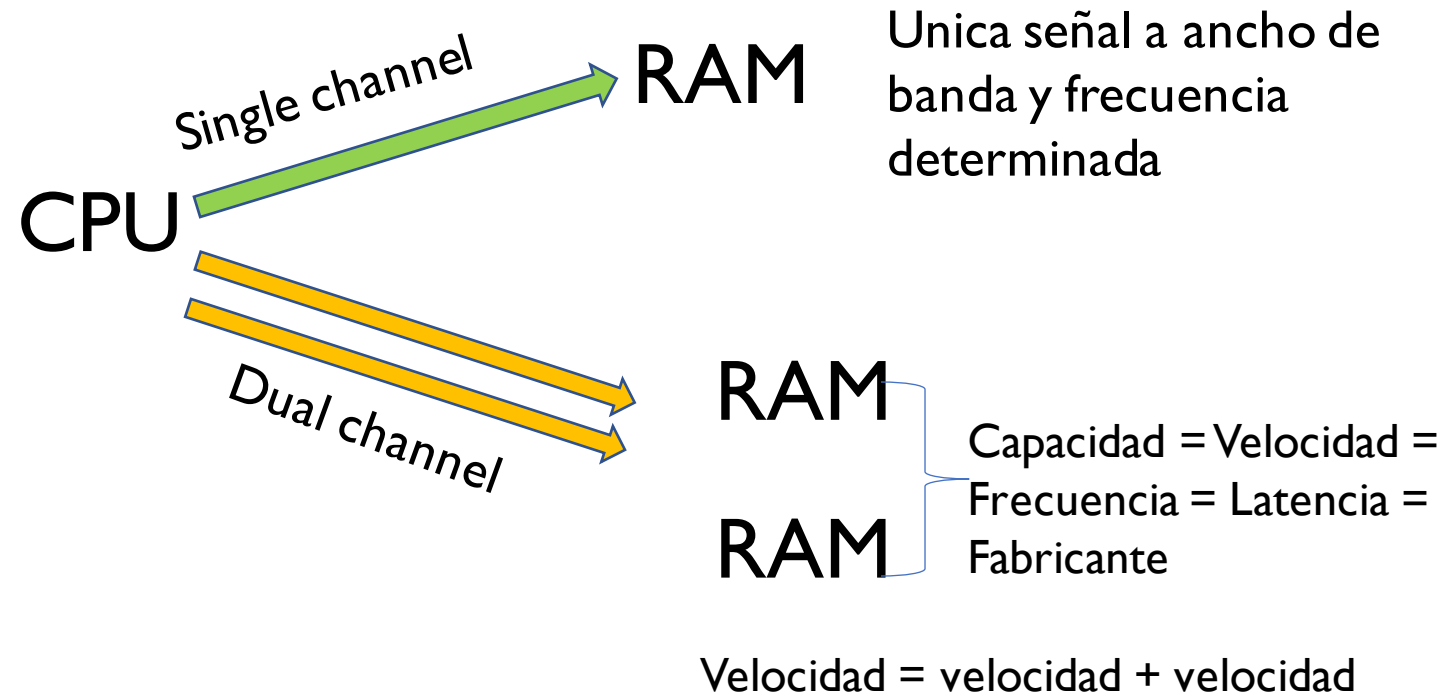 Single channel
RAM
Unica señal a ancho de
banda y frecuencia
determinada
CPU
Dual channel
RAM
RAM
Capacidad = Velocidad =
Frecuencia = Latencia =
Fabricante
Velocidad = velocidad + velocidad